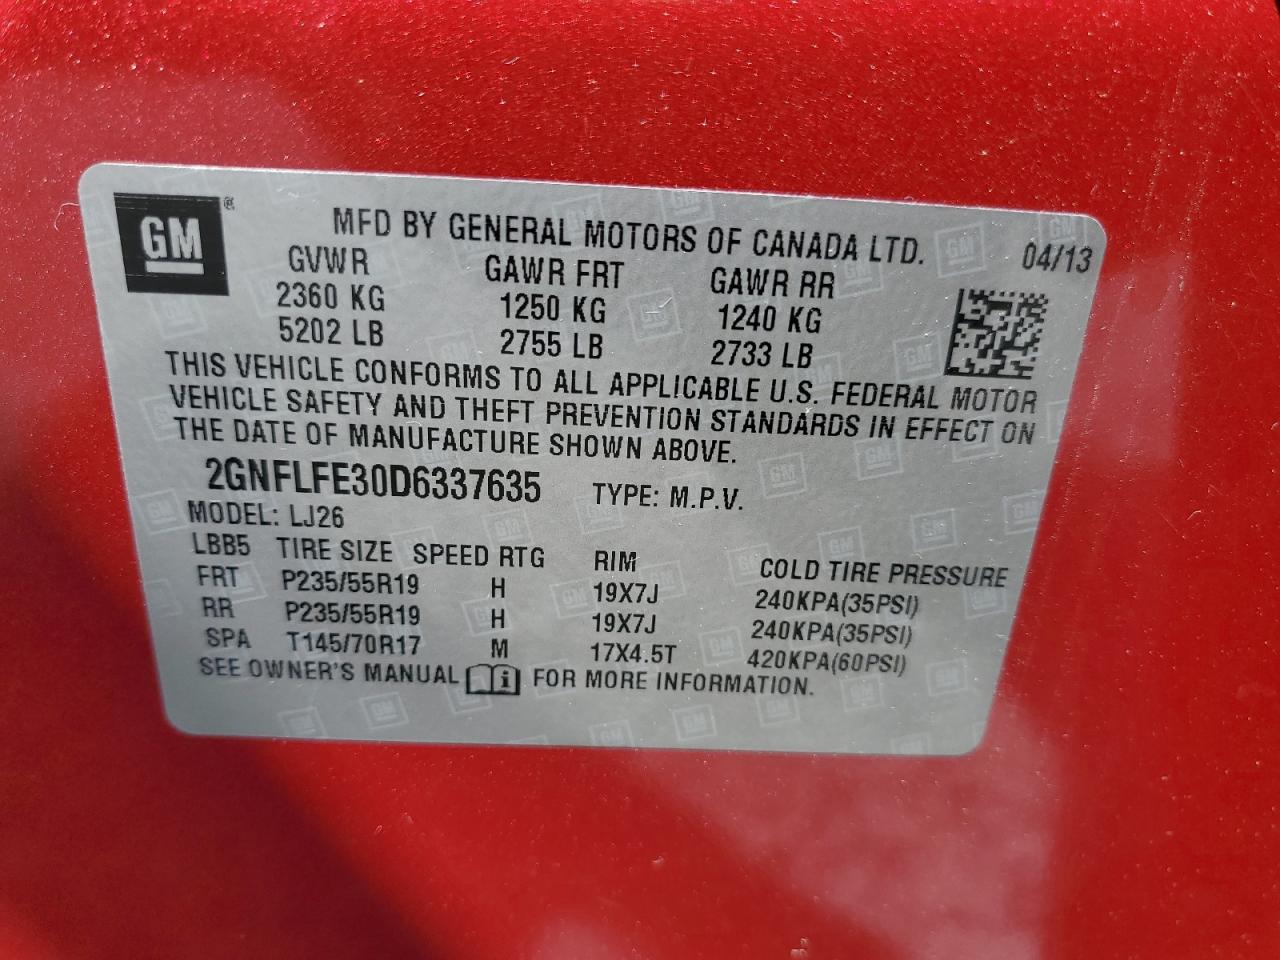 GM ®
MFD BY GENERAL MOTORS OF CANADA LTD. 04/13
GVWR GAWR FRT GAWR RR
2360 KG 1250 KG 1240 KG
5202 LB 2755 LB 2733 LB
THIS VEHICLE CONFORMS TO ALL APPLICABLE U.S. FEDERAL MOTOR
VEHICLE SAFETY AND THEFT PREVENTION STANDARDS IN EFFECT ON
THE DATE OF MANUFACTURE SHOWN ABOVE.
2GNFLFE30D6337635 TYPE: M.P.V.
MODEL: LJ26
LBB5 TIRE SIZE SPEED RTG RIM COLD TIRE PRESSURE
FRT P235/55R19 H 19X7J 240KPA(35PSI)
RR P235/55R19 H 19X7J 240KPA(35PSI)
SPA T145/70R17 M 17X4.5T 420KPA(60PSI)
SEE OWNER'S MANUAL i FOR MORE INFORMATION.